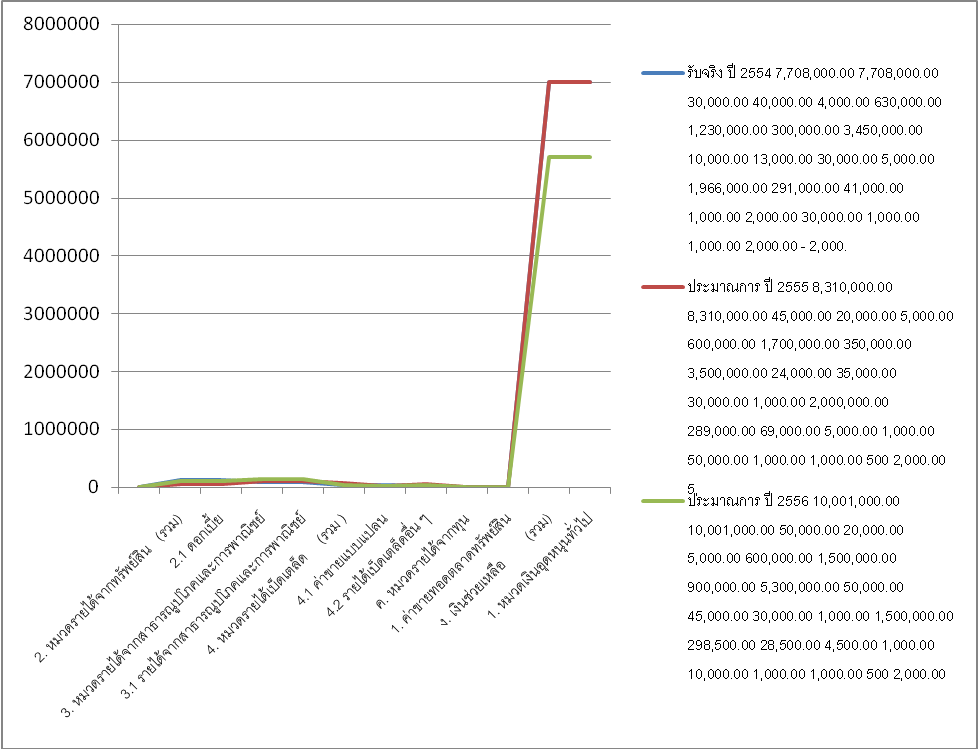 8000000
7000000
6000000
5000000
4000000
3000000
2000000
1000000
0
2. หมวดรายได้จากทรัพย์สิน (รวม)
2.1 ดอกเบี้ย
3. หมวดรายได้จากสาธารณูปโภคและการพาณิชย์
3.1 รายได้จากสาธารณูปโภคและการพาณิชย์
4. หมวดรายได้เบ็ดเตล็ด (รวม )
4.1 ค่าขายแบบแปลน
4.2 รายได้เบ็ดเตล็ดอื่น ๆ
ค. หมวดรายได้จากทุน
1. ค่าขายทอดตลาดทรัพย์สิน
ง. เงินช่วยเหลือ (รวม)
1. หมวดเงินอุดหนุนทั่วไป
รับจริง ปี 2554 7,708,000.00 7,708,000.00
30,000.00 40,000.00 4,000.00 630,000.00
1,230,000.00 300,000.00 3,450,000.00
10,000.00 13,000.00 30,000.00 5,000.00
1,966,000.00 291,000.00 41,000.00
1,000.00 2,000.00 30,000.00 1,000.00
1,000.00 2,000.00 - 2,000.
ประมาณการ ปี 2555 8,310,000.00
8,310,000.00 45,000.00 20,000.00 5,000.00
600,000.00 1,700,000.00 350,000.00
3,500,000.00 24,000.00 35,000.00
30,000.00 1,000.00 2,000,000.00
289,000.00 69,000.00 5,000.00 1,000.00
50,000.00 1,000.00 1,000.00 500 2,000.00
5
ประมาณการ ปี 2556 10,001,000.00
10,001,000.00 50,000.00 20,000.00
5,000.00 600,000.00 1,500,000.00
900,000.00 5,300,000.00 50,000.00
45,000.00 30,000.00 1,000.00 1,500,000.00
298,500.00 28,500.00 4,500.00 1,000.00
10,000.00 1,000.00 1,000.00 500 2,000.00